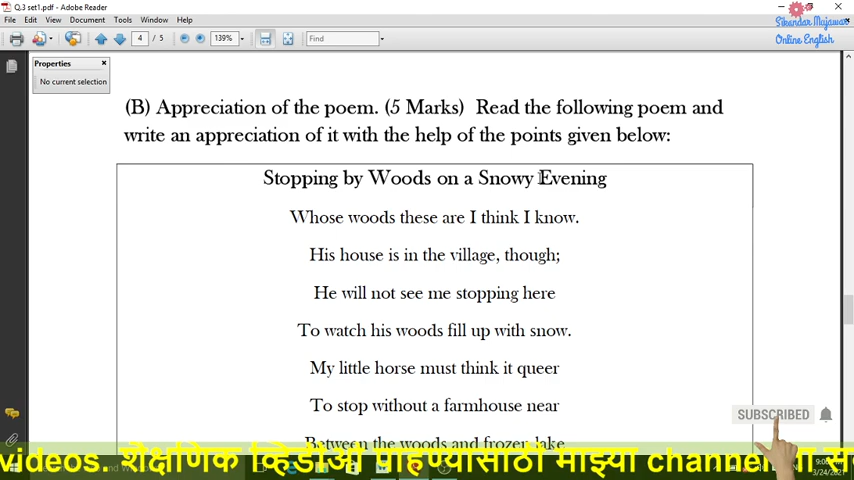 Q.3 set1.pdf - Adobe Reader
File Edit View Document Tools Window Help
Sikandar Mujawar
Online English
4 / 5 139% Find
Properties
No current selection
(B) Appreciation of the poem. (5 Marks) Read the following poem and
write an appreciation of it with the help of the points given below:
Stopping by Woods on a Snowy Evening
Whose woods these are I think I know.
His house is in the village, though;
He will not see me stopping here
To watch his woods fill up with snow.
My little horse must think it queer
To stop without a farmhouse near
Between the woods and frozen lake
SUBSCRIBED
videos. शैक्षणिक व्हिडीओ पाहण्यासाठी माझ्या channel
3/24/2021